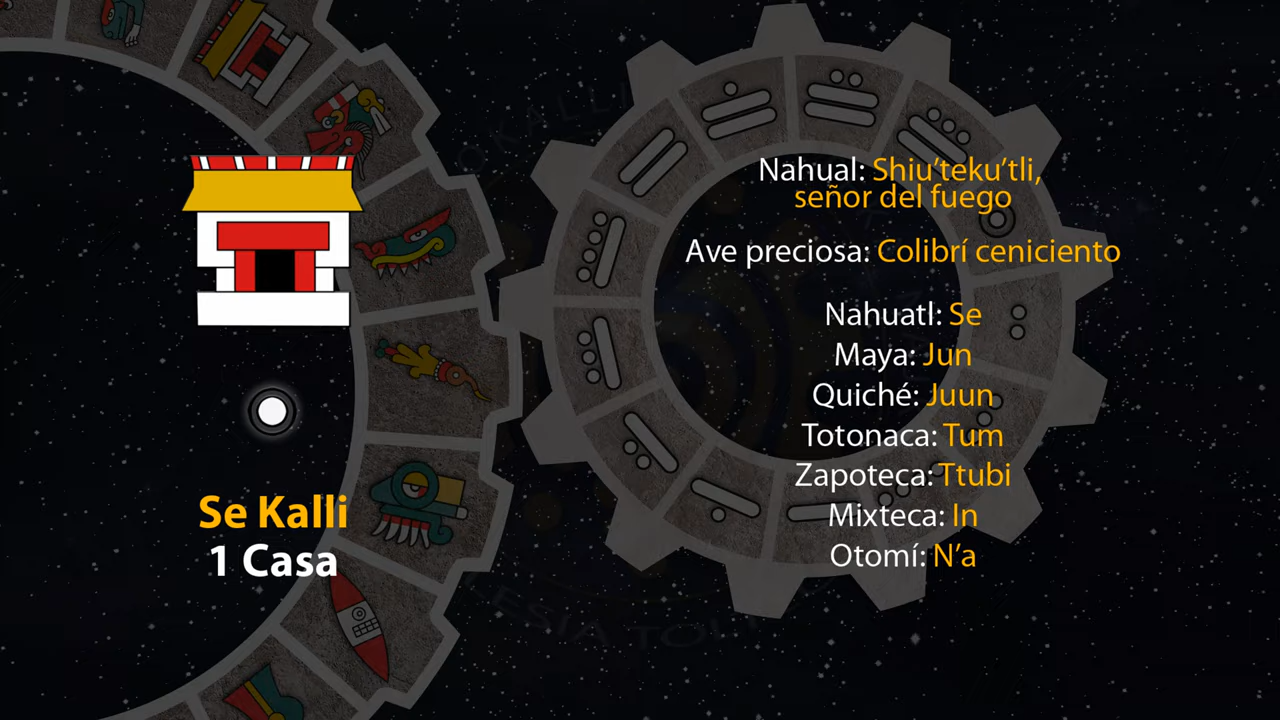 Se Kalli
1 Casa
Nahual: Shiu’teku’tli,
señor del fuego
Ave preciosa: Colibrí ceniciento
Nahuatl: Se
Maya: Jun
Quiché: Juun
Totonaca: Tum
Zapoteca: Ttubi
Mixteca: In
Otomí: N’a